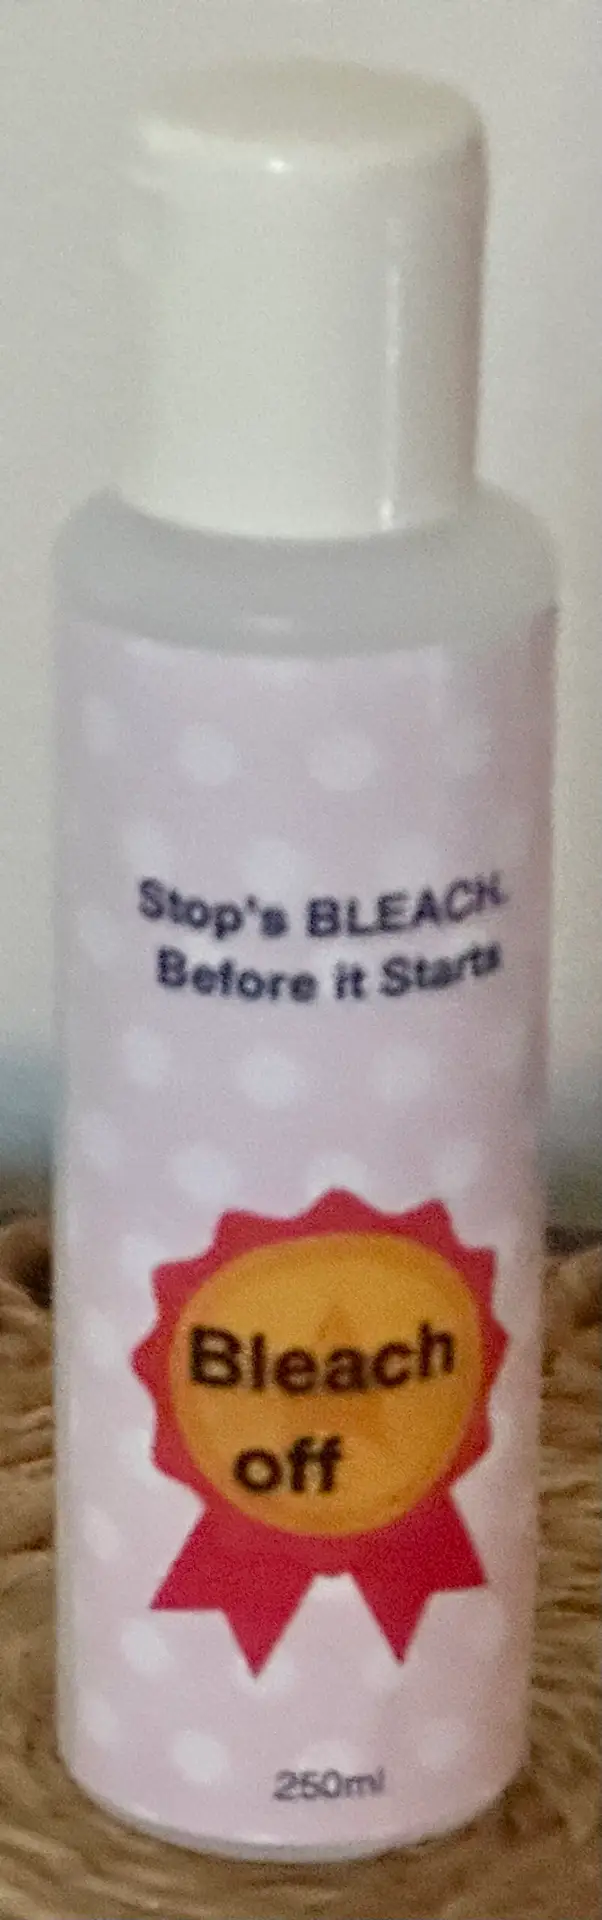 Stop's BLEACH.
Before it Starts
Bleach
off
250ml